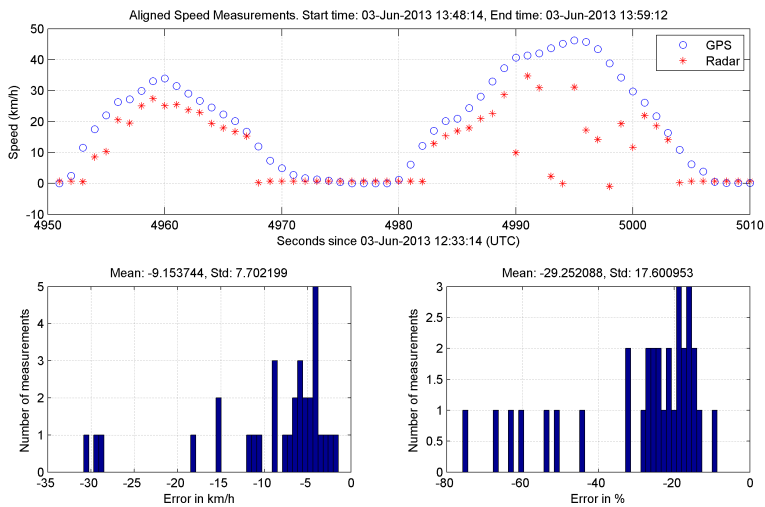 Aligned Speed Measurements. Start time: 03-Jun-2013 13:48:14, End time: 03-Jun-2013 13:59:12
50
40
30
20
10
0
-10
Speed (km/h)
GPS
Radar
4950 4960 4970 4980 4990 5000 5010
Seconds since 03-Jun-2013 12:33:14 (UTC)
Mean: -9.153744, Std: 7.702199
5
4
3
2
1
0
Number of measurements
-35 -30 -25 -20 -15 -10 -5 0
Error in km/h
Mean: -29.252088, Std: 17.600953
3
2.5
2
1.5
1
0.5
0
Number of measurements
-80 -60 -40 -20 0
Error in %